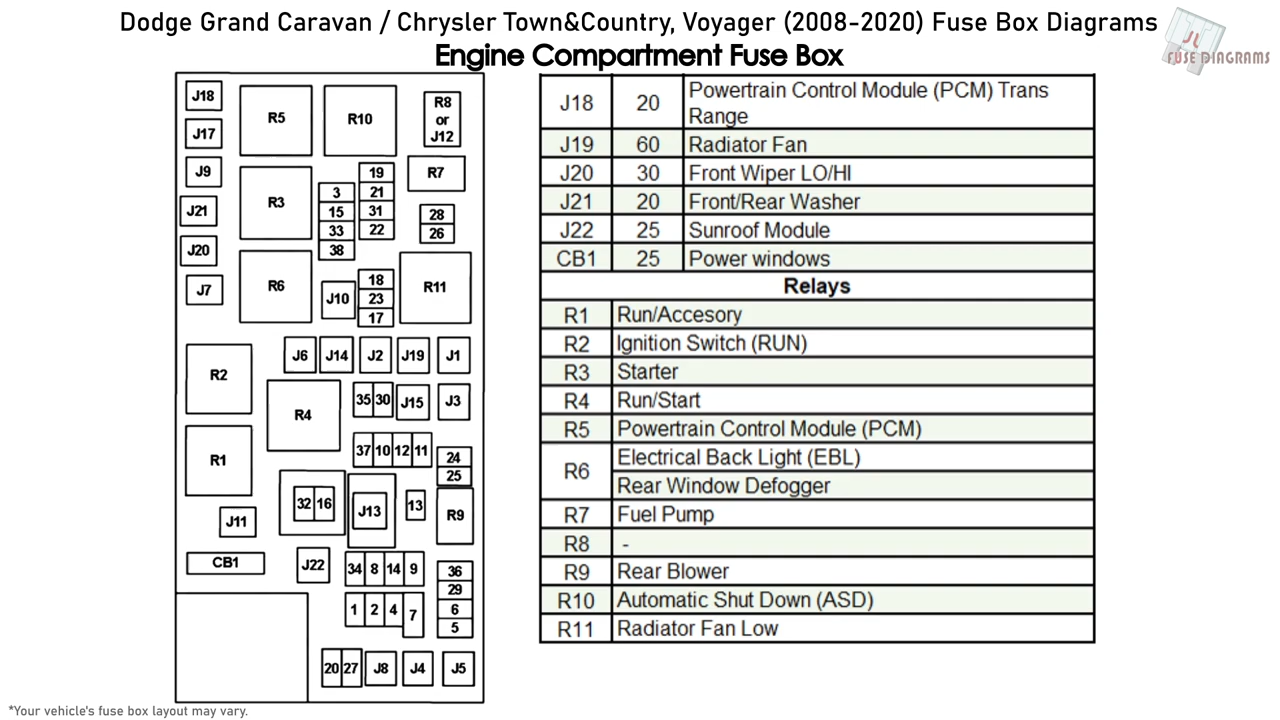 Dodge Grand Caravan / Chrysler Town&Country, Voyager (2008-2020) Fuse Box Diagrams
Engine Compartment Fuse Box
JL
FUSE DIAGRAMS
J18
R5
R10
R8
or
J12
J17
J9
R7
19
R3
3
21
J21
15
31
28
33
22
26
J20
38
R6
18
R11
J7
J10
23
17
J6 J14 J2 J19 J1
R2
R4
35 30 J15 J3
R1
37 10 12 11
24
25
32 16
J13
13
R9
J11
CB1
J22
34 8 14 9
36
29
1 2 4 7
6
5
20 27 J8 J4 J5
J18 20 Powertrain Control Module (PCM) Trans
Range
J19 60 Radiator Fan
J20 30 Front Wiper LO/HI
J21 20 Front/Rear Washer
J22 25 Sunroof Module
CB1 25 Power windows
Relays
R1 Run/Accesory
R2 Ignition Switch (RUN)
R3 Starter
R4 Run/Start
R5 Powertrain Control Module (PCM)
R6 Electrical Back Light (EBL)
Rear Window Defogger
R7 Fuel Pump
R8 -
R9 Rear Blower
R10 Automatic Shut Down (ASD)
R11 Radiator Fan Low
*Your vehicle's fuse box layout may vary.